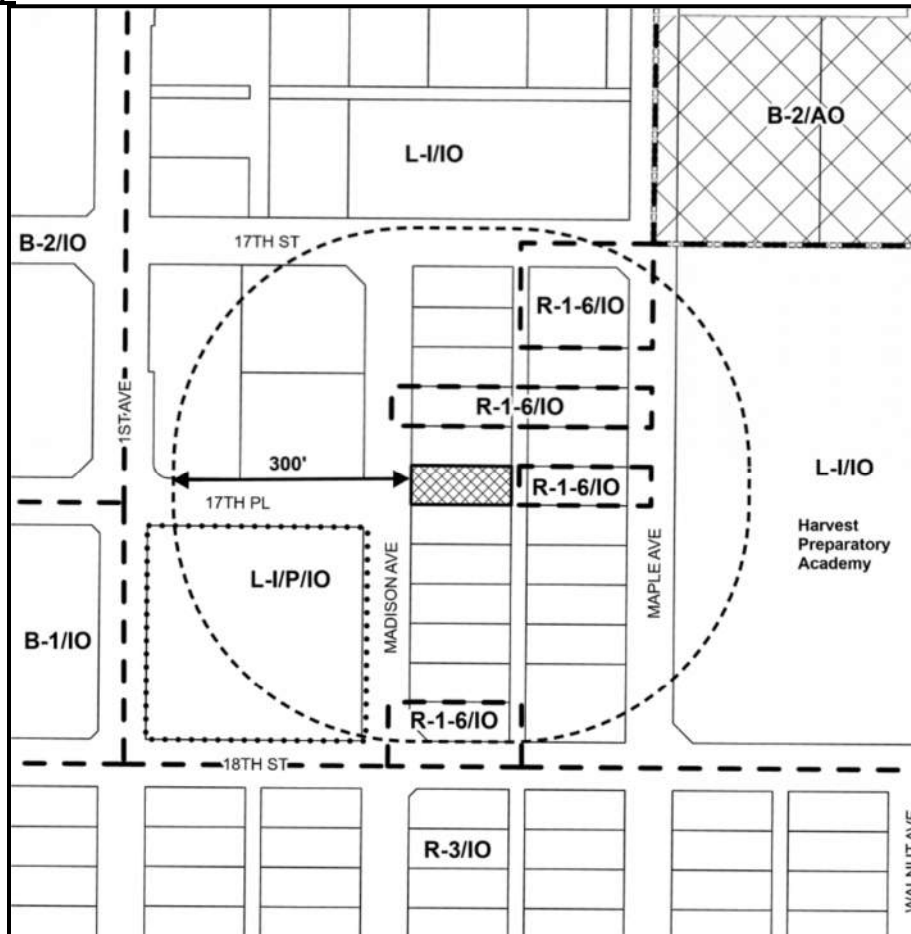 B-2/AO
L-I/IO
B-2/IO
17TH ST
R-1-6/IO
1ST AVE
R-1-6/IO
300'
R-1-6/IO
L-I/IO
17TH PL
Harvest
Preparatory
Academy
L-I/P/IO
MADISON AVE
MAPLE AVE
B-1/IO
R-1-6/IO
18TH ST
R-3/IO
WALNUT AVE